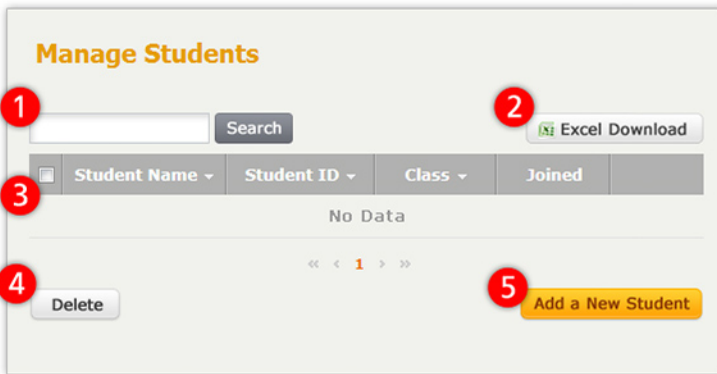 Manage Students
1
2
Search
Excel Download
3
Student Name Student ID Class Joined
No Data
« < 1 > »
4
5
Delete
Add a New Student